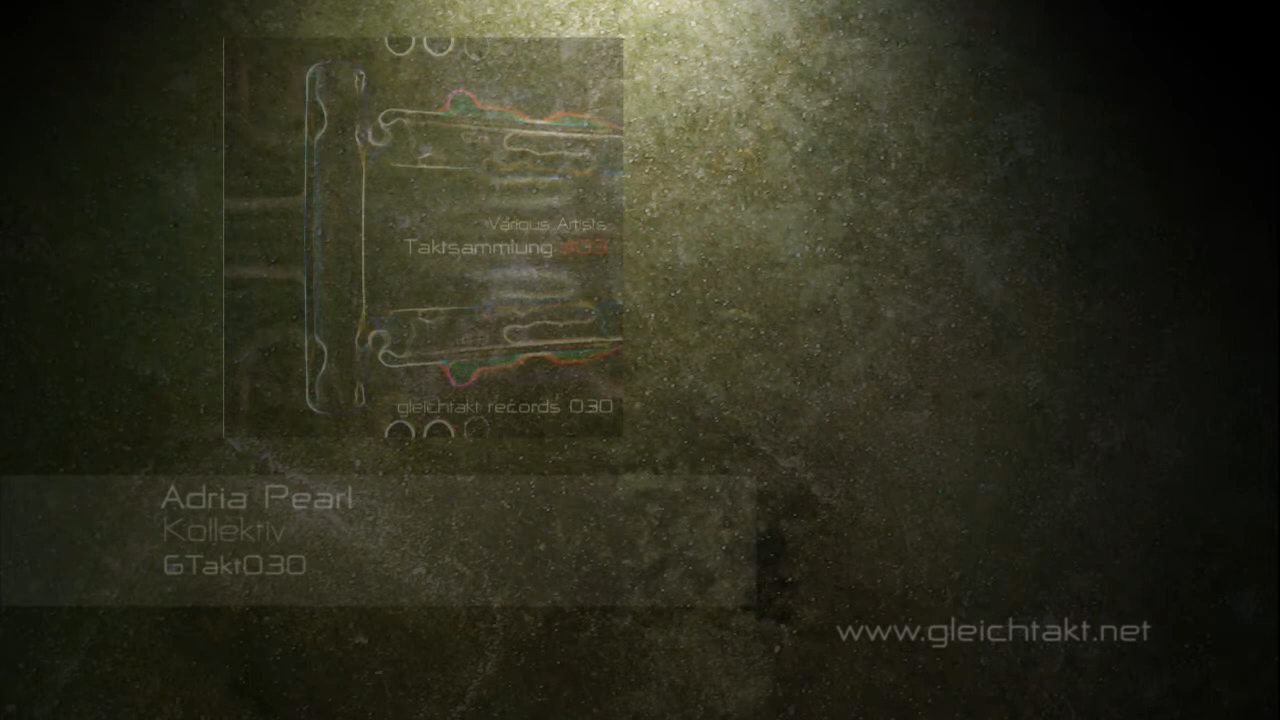 Various Artists
Taktsammlung #03
gleichtakt records 030
Adria Pearl
Kollektiv
GTakt030
www.gleichtakt.net